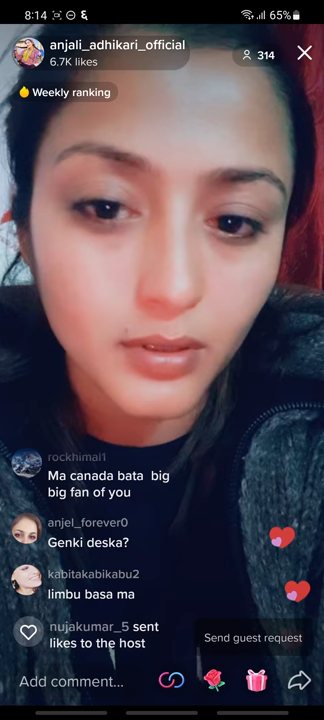 8:14
65%
anjali_adhikari_official
6.7K likes
314
Weekly ranking
rockhimal1
Ma canada bata big
big fan of you
anjel_forever0
Genki deska?
kabitakabikabu2
limbu basa ma
nujakumar_5 sent
likes to the host
Send guest request
Add comment...